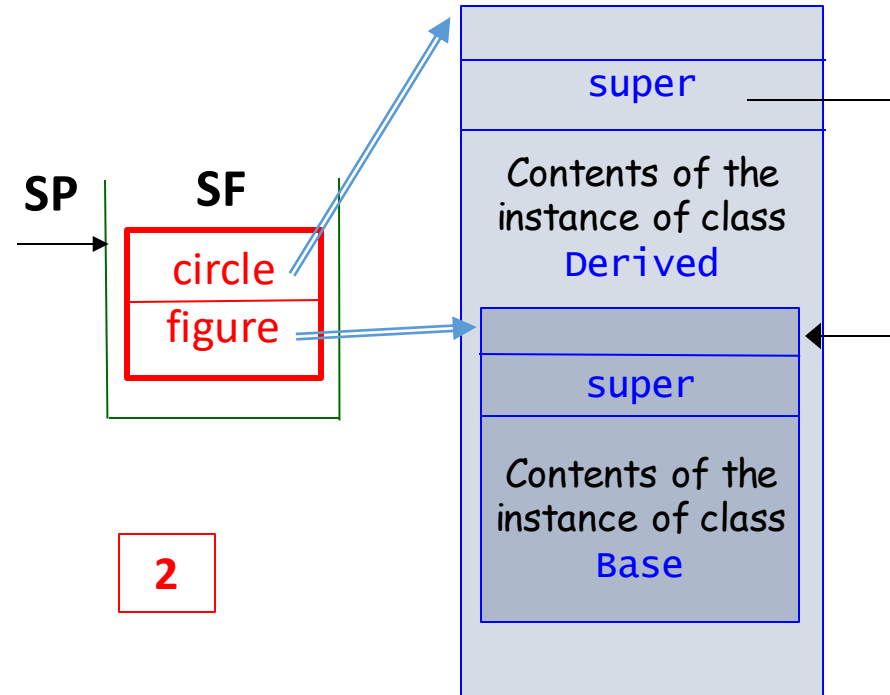 SP
SF
circle
figure
2
super
Contents of the
instance of class
Derived
super
Contents of the
instance of class
Base